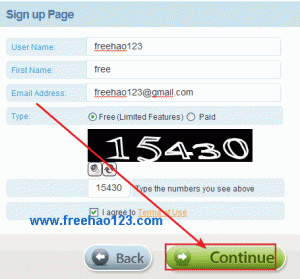 Sign up Page
User Name: freehao123
First Name: free
Email Address: freehao123@gmail.com
Type: Free (Limited Features) Paid
15430
15430 Type the numbers you see above
I agree to Terms of Use
www.freehao123.com
Back Continue